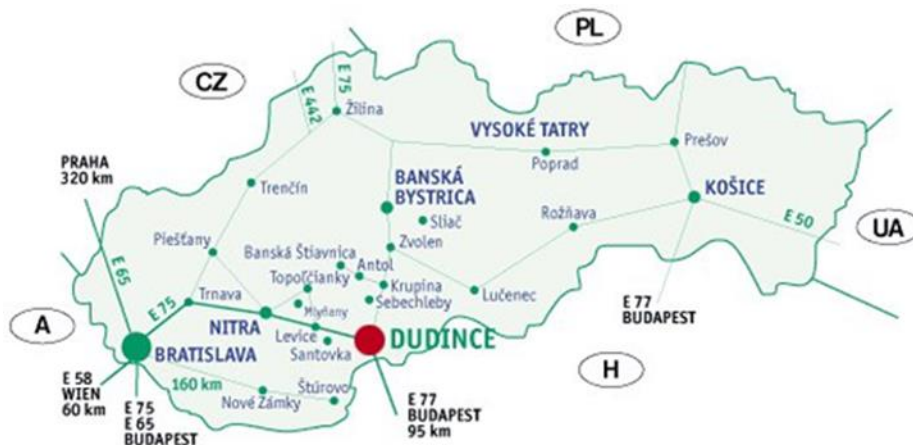 PL
CZ
E 442
E 75
Žilina
VYSOKÉ TATRY
Prešov
Poprad
PRAHA
320 km
Trenčín
BANSKÁ
BYSTRICA
KOŠICE
Sliač
Rožňava
E 50
UA
Piešťany
Zvolen
Banská Štiavnica
Antol
E 65
Topoľčianky
Krupina
Lučenec
E 75
Trnava
Mlyňany
Šebechleby
E 77
BUDAPEST
A
NITRA
Levice
DUDINCE
BRATISLAVA
Santovka
H
E 58
WIEN
60 km
160 km
Štúrovo
Nové Zámky
E 75
E 65
BUDAPEST
E 77
BUDAPEST
95 km